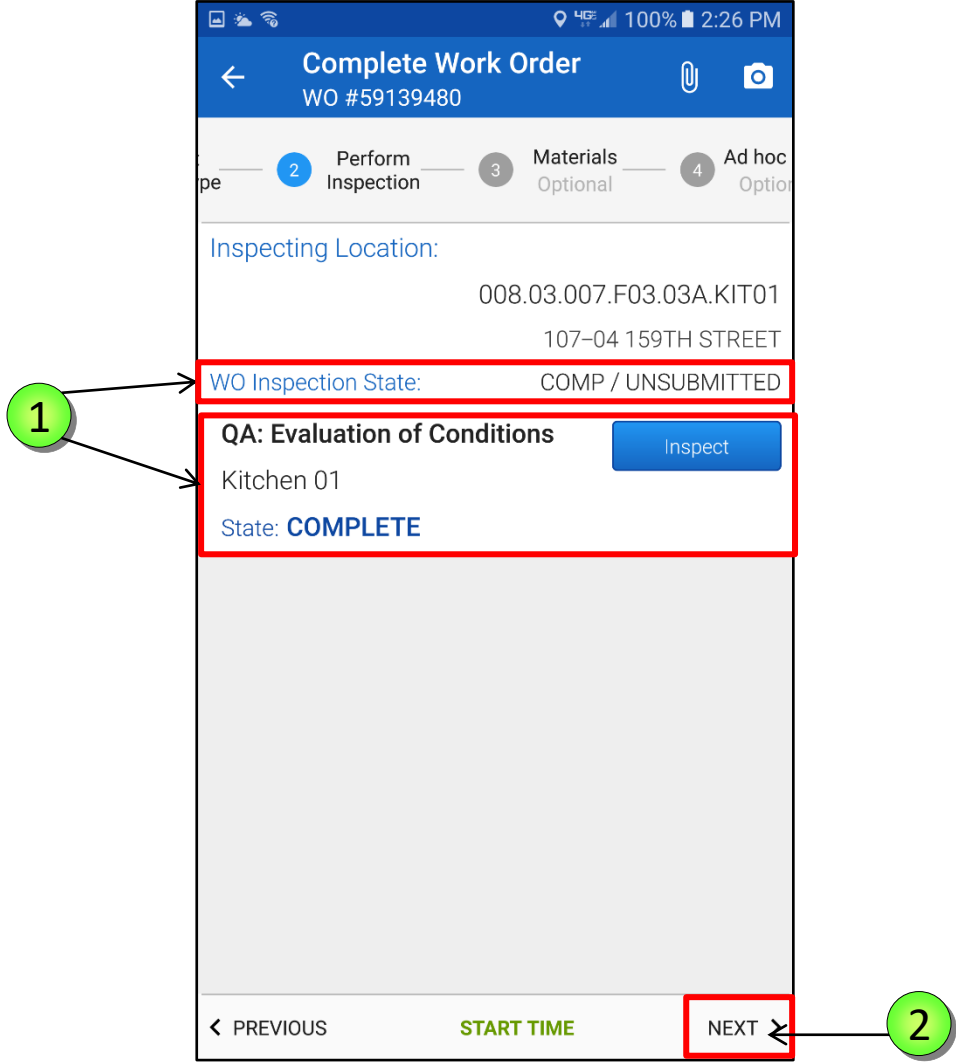 4G LTE 100% 2:26 PM
Complete Work Order
WO #59139480
pe
2
Perform
Inspection
3
Materials
Optional
4
Ad hoc
Option
Inspecting Location:
008.03.007.F03.03A.KIT01
107–04 159TH STREET
WO Inspection State: COMP / UNSUBMITTED
1
QA: Evaluation of Conditions
Inspect
Kitchen 01
State: COMPLETE
PREVIOUS START TIME NEXT
2